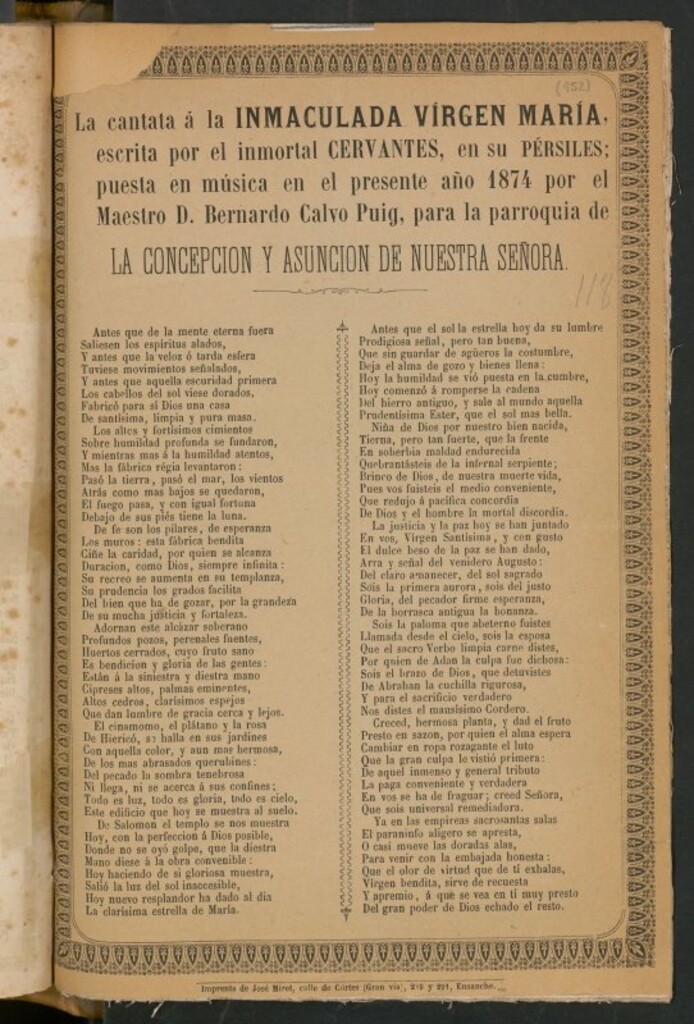 (952)
La cantata á la INMACULADA VÍRGEN MARÍA,
escrita por el inmortal CERVANTES, en su PÉRSILES;
puesta en música en el presente año 1874 por el
Maestro D. Bernardo Calvo Puig, para la parroquia de
LA CONCEPCION Y ASUNCION DE NUESTRA SEÑORA.
118
Antes que de la mente eterna fuera
Saliesen los espíritus alados,
Y antes que la veloz ó tarda esfera
Tuviese movimientos señalados,
Y antes que aquella escuridad primera
Los cabellos del sol viese dorados,
Fabricó para sí Dios una casa
De santísima, limpia y pura masa.
Los altos y fortísimos cimientos
Sobre humildad profunda se fundaron,
Y mientras mas á la humildad atentos,
Mas la fábrica régia levantaron:
Pasó la tierra, pasó el mar, los vientos
Atrás como mas bajos se quedaron,
El fuego pasa, y con igual fortuna
Debajo de sus piés tiene la luna.
De fe son los pilares, de esperanza
Los muros: esta fábrica bendita
Ciñe la caridad, por quien se alcanza
Duracion, como Dios, siempre infinita:
Su recreo se aumenta en su templanza,
Su prudencia los grados facilita
Del bien que ha de gozar, por la grandeza
De su mucha justicia y fortaleza.
Adornan este alcázar soberano
Profundos pozos, perenales fuentes,
Huertos cerrados, cuyo fruto sano
Es bendicion y gloria de las gentes:
Están á la siniestra y diestra mano
Cipreses altos, palmas eminentes,
Altos cedros, clarísimos espejos
Que dan lumbre de gracia cerca y lejos.
El cinamomo, el plátano y la rosa
De Hiericó, se halla en sus jardines
Con aquella color, y aun mas hermosa,
De los mas abrasados querubines:
Del pecado la sombra tenebrosa
Ni llega, ni se acerca á sus confines;
Todo es luz, todo es gloria, todo es cielo,
Este edificio que hoy se muestra al suelo.
De Salomon el templo se nos muestra
Hoy, con la perfeccion á Dios posible,
Donde no se oyó golpe, que la diestra
Mano diese á la obra convenible:
Hoy haciendo de sí gloriosa muestra,
Salió la luz del sol inaccesible,
Hoy nuevo resplandor ha dado al dia
La clarísima estrella de María.
Antes que el sol la estrella hoy da su lumbre
Prodigiosa señal, pero tan buena,
Que sin guardar de agüeros la costumbre,
Deja el alma de gozo y bienes llena:
Hoy la humildad se vió puesta en la cumbre,
Hoy comenzó á romperse la cadena
Del hierro antiguo, y sale al mundo aquella
Prudentísima Ester, que el sol mas bella.
Niña de Dios por nuestro bien nacida,
Tierna, pero tan fuerte, que la frente
En soberbia maldad endurecida
Quebrantásteis de la infernal serpiente;
Brinco de Dios, de nuestra muerte vida,
Pues vos fuisteis el medio conveniente,
Que redujo á pacífica concordia
De Dios y el hombre la mortal discordia.
La justicia y la paz hoy se han juntado
En vos, Vírgen Santísima, y con gusto
El dulce beso de la paz se han dado,
Arra y señal del venidero Augusto:
Del claro amanecer, del sol sagrado
Sois la primera aurora, sois del justo
Gloria, del pecador firme esperanza,
De la borrasca antigua la bonanza.
Sois la paloma que abeterno fuistes
Llamada desde el cielo, sois la esposa
Que al sacro Verbo limpia carne distes,
Por quien de Adan la culpa fue dichosa:
Sois el brazo de Dios, que detuvistes
De Abrahan la cuchilla rigurosa,
Y para el sacrificio verdadero
Nos distes el mansísimo Cordero.
Creced, hermosa planta, y dad el fruto
Presto en sazon, por quien el alma espera
Cambiar en ropa rozagante el luto
Que la gran culpa le vistió primera:
De aquel inmenso y general tributo
La paga conveniente y verdadera
En vos se ha de fraguar; creed Señora,
Que sois universal remediadora.
Ya en las empíreas sacrosantas salas
El paraninfo alígero se apresta,
O casi mueve las doradas alas,
Para venir con la embajada honesta:
Que el olor de virtud que de tí exhalas,
Vírgen bendita, sirve de recuesta
Y apremio, á que se vea en tí muy presto
Del gran poder de Dios echado el resto.
Imprenta de José Miret, calle de Córtes (Gran via), 289 y 291, Ensanche.